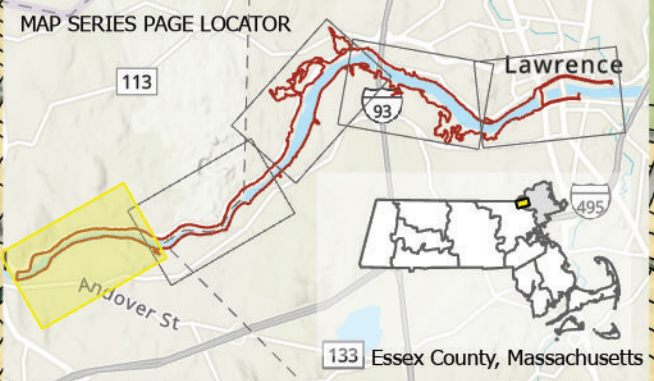 MAP SERIES PAGE LOCATOR
113
Lawrence
93
495
Andover St
133
Essex County, Massachusetts